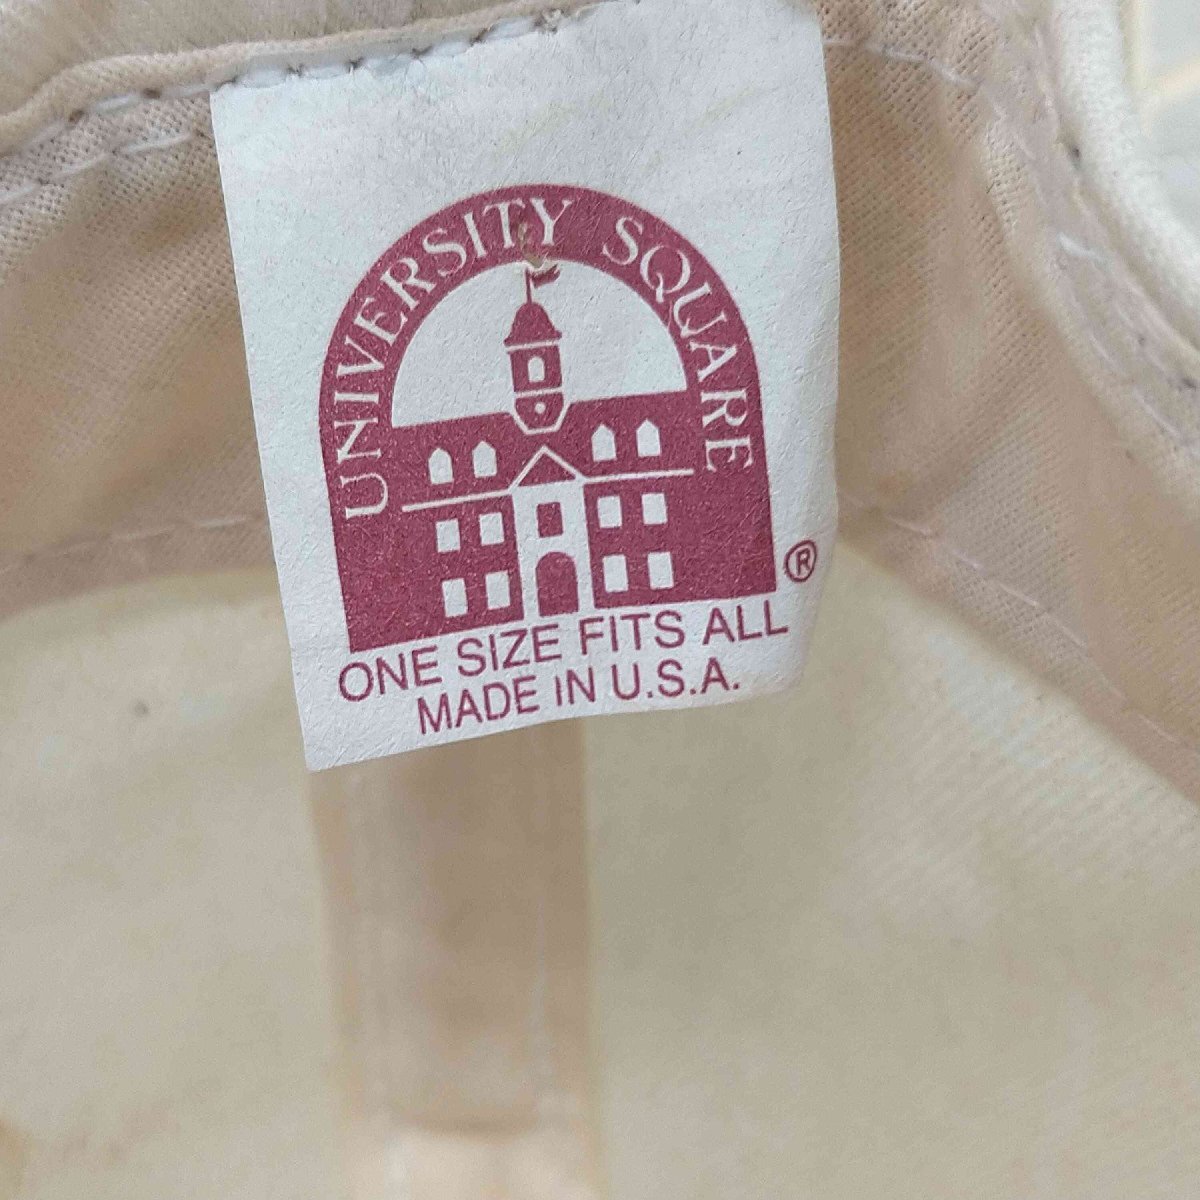 UNIVERSITY SQUARE
®
ONE SIZE FITS ALL
MADE IN U.S.A.